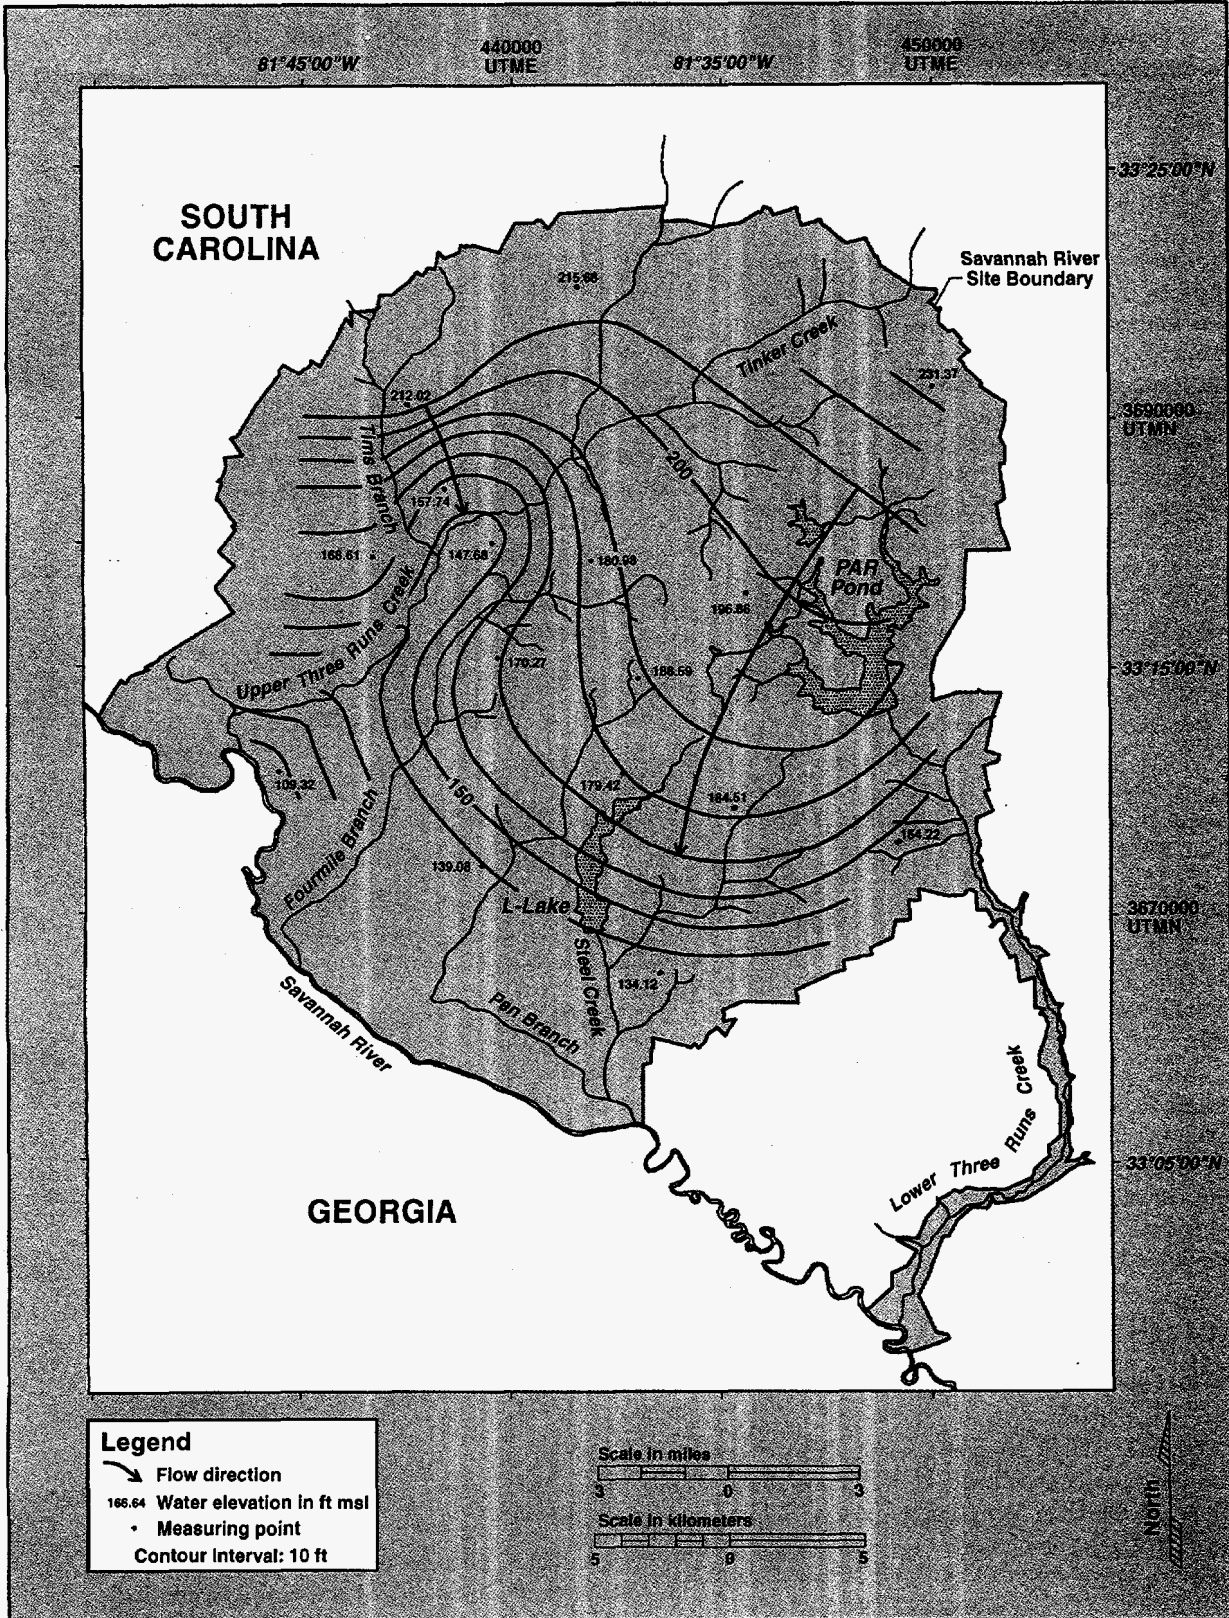 81°45'00"W
440000
UTME
81°35'00"W
450000
UTME
33°25'00"N
SOUTH
CAROLINA
Savannah River
Site Boundary
215.68
Tinker Creek
231.37
212.02
3690000
UTMN
Tims Branch
200
157.74
168.61
147.68
180.98
PAR
Pond
196.86
Upper Three Runs Creek
170.27
188.59
33°15'00"N
109.32
150
179.42
184.51
164.22
Fourmile Branch
139.08
L-Lake
3670000
UTMN
Steel Creek
134.12
Savannah River
Pen Branch
Lower Three Runs Creek
33°05'00"N
GEORGIA
Legend
Flow direction
166.64 Water elevation in ft msl
Measuring point
Contour Interval: 10 ft
Scale in miles
3 0 3
Scale in kilometers
5 0 5
North